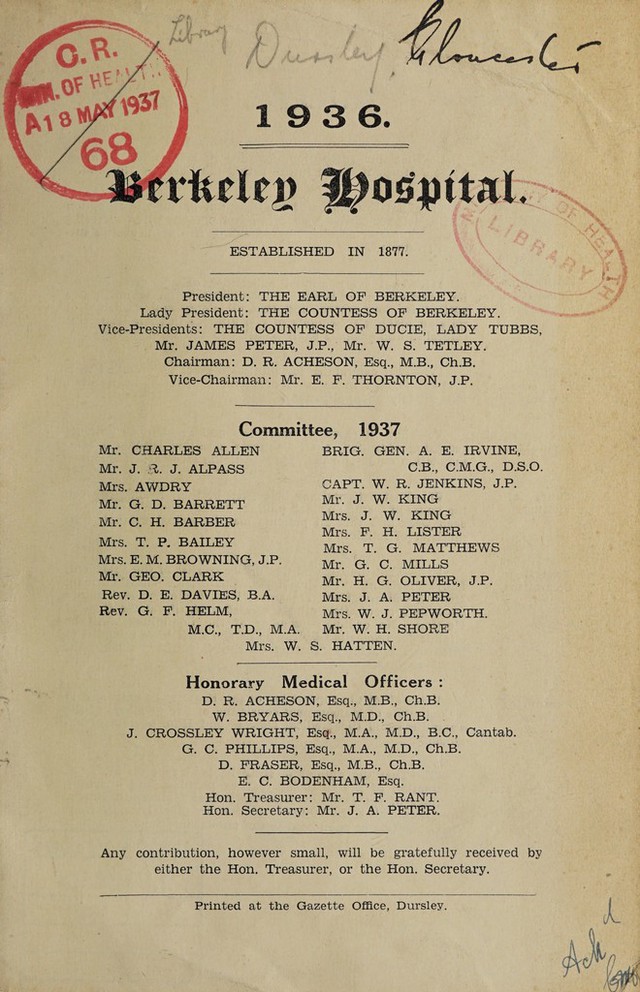 Library Dursley, Gloucester
C.R.
MIN. OF HEALTH
A 18 MAY 1937
68
1936.
Berkeley Hospital.
MINISTRY OF HEALTH
LIBRARY
ESTABLISHED IN 1877.
President: THE EARL OF BERKELEY.
Lady President: THE COUNTESS OF BERKELEY.
Vice-Presidents: THE COUNTESS OF DUCIE, LADY TUBBS,
Mr. JAMES PETER, J.P., Mr. W. S. TETLEY.
Chairman: D. R. ACHESON, Esq., M.B., Ch.B.
Vice-Chairman: Mr. E. F. THORNTON, J.P.
Committee, 1937
Mr. CHARLES ALLEN
Mr. J. R. J. ALPASS
Mrs. AWDRY
Mr. G. D. BARRETT
Mr. C. H. BARBER
Mrs. T. P. BAILEY
Mrs. E. M. BROWNING, J.P.
Mr. GEO. CLARK
Rev. D. E. DAVIES, B.A.
Rev. G. F. HELM,
M.C., T.D., M.A.
BRIG. GEN. A. E. IRVINE,
C.B., C.M.G., D.S.O.
CAPT. W. R. JENKINS, J.P.
Mr. J. W. KING
Mrs. J. W. KING
Mrs. F. H. LISTER
Mrs. T. G. MATTHEWS
Mr. G. C. MILLS
Mr. H. G. OLIVER, J.P.
Mrs. J. A. PETER
Mrs. W. J. PEPWORTH.
Mr. W. H. SHORE
Mrs. W. S. HATTEN.
Honorary Medical Officers :
D. R. ACHESON, Esq., M.B., Ch.B.
W. BRYARS, Esq., M.D., Ch.B.
J. CROSSLEY WRIGHT, Esq., M.A., M.D., B.C., Cantab.
G. C. PHILLIPS, Esq., M.A., M.D., Ch.B.
D. FRASER, Esq., M.B., Ch.B.
E. C. BODENHAM, Esq.
Hon. Treasurer: Mr. T. F. RANT.
Hon. Secretary: Mr. J. A. PETER.
Any contribution, however small, will be gratefully received by
either the Hon. Treasurer, or the Hon. Secretary.
Printed at the Gazette Office, Dursley.